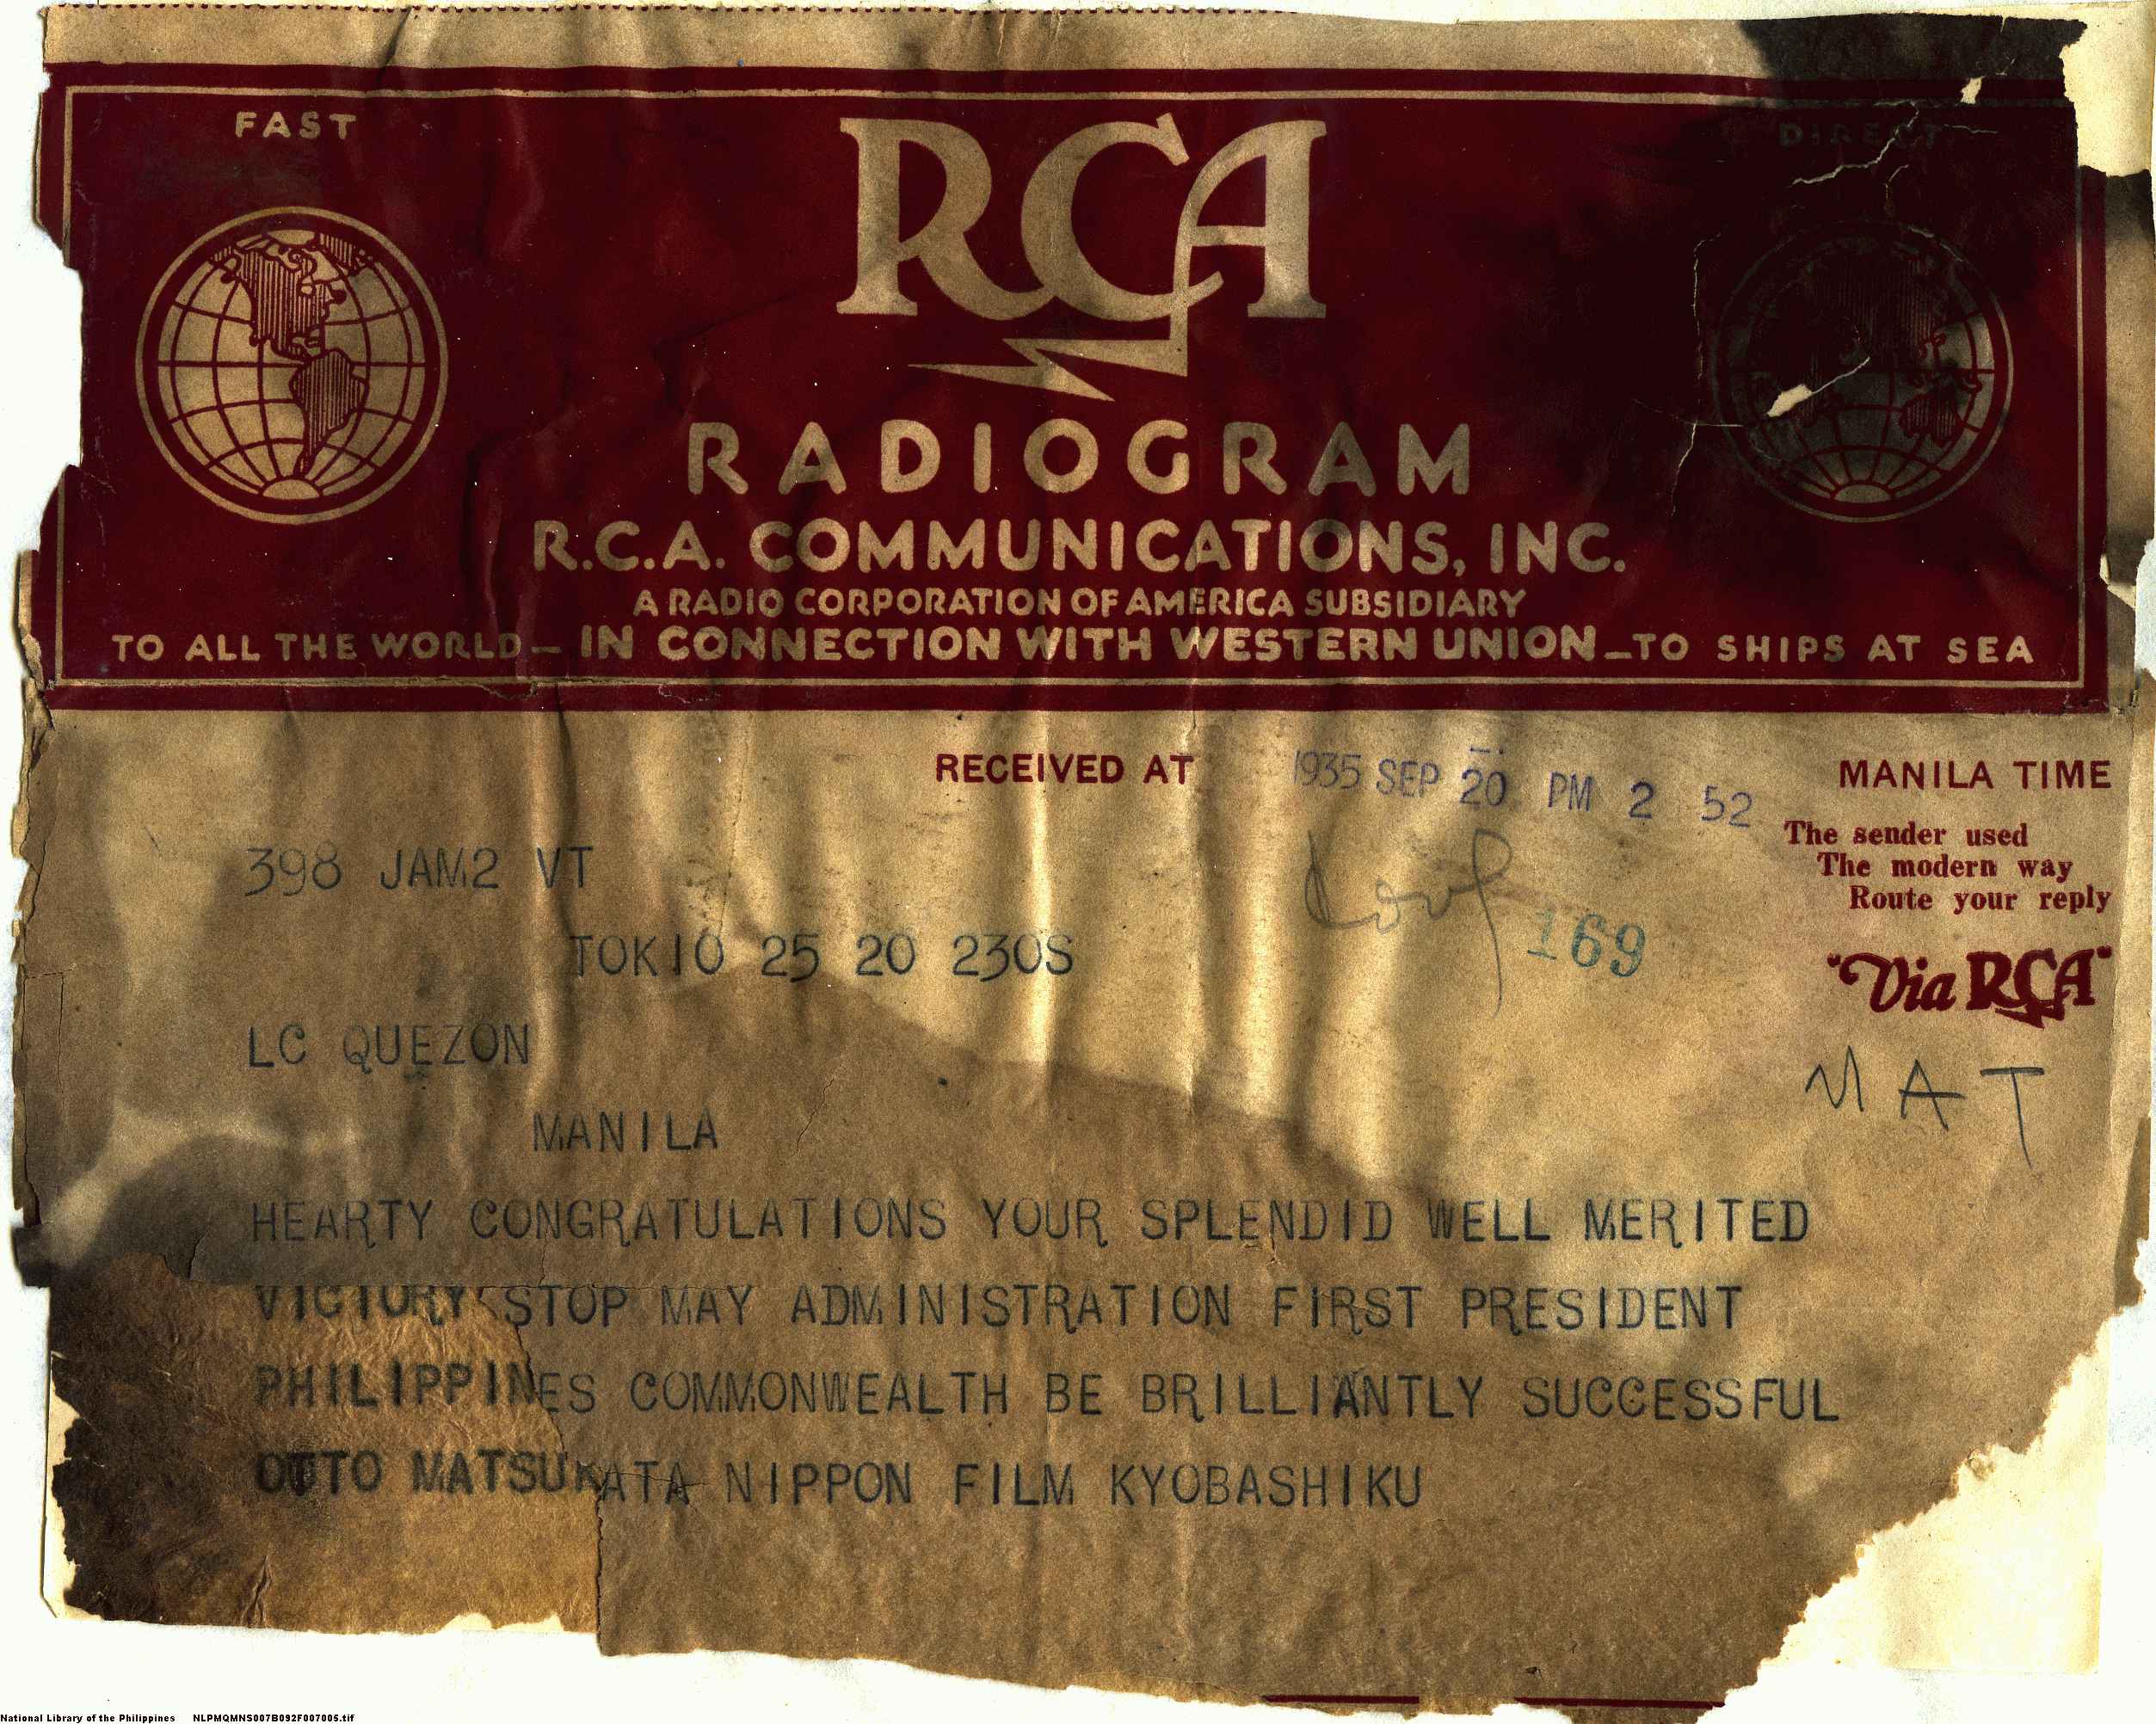 FAST
DIRECT
RCA
RADIOGRAM
R.C.A. COMMUNICATIONS, INC.
A RADIO CORPORATION OF AMERICA SUBSIDIARY
TO ALL THE WORLD — IN CONNECTION WITH WESTERN UNION — TO SHIPS AT SEA
RECEIVED AT 1935 SEP 20 PM 2 52 MANILA TIME
The sender used
The modern way
Route your reply
"Via RCA"
398 JAM2 VT
169
TOKIO 25 20 230S
LC QUEZON
MANILA
HEARTY CONGRATULATIONS YOUR SPLENDID WELL MERITED
VICTORY STOP MAY ADMINISTRATION FIRST PRESIDENT
PHILIPPINES COMMONWEALTH BE BRILLIANTLY SUCCESSFUL
OTTO MATSUKATA NIPPON FILM KYOBASHIKU
National Library of the Philippines NLPMQMNS007B092F007005.tif